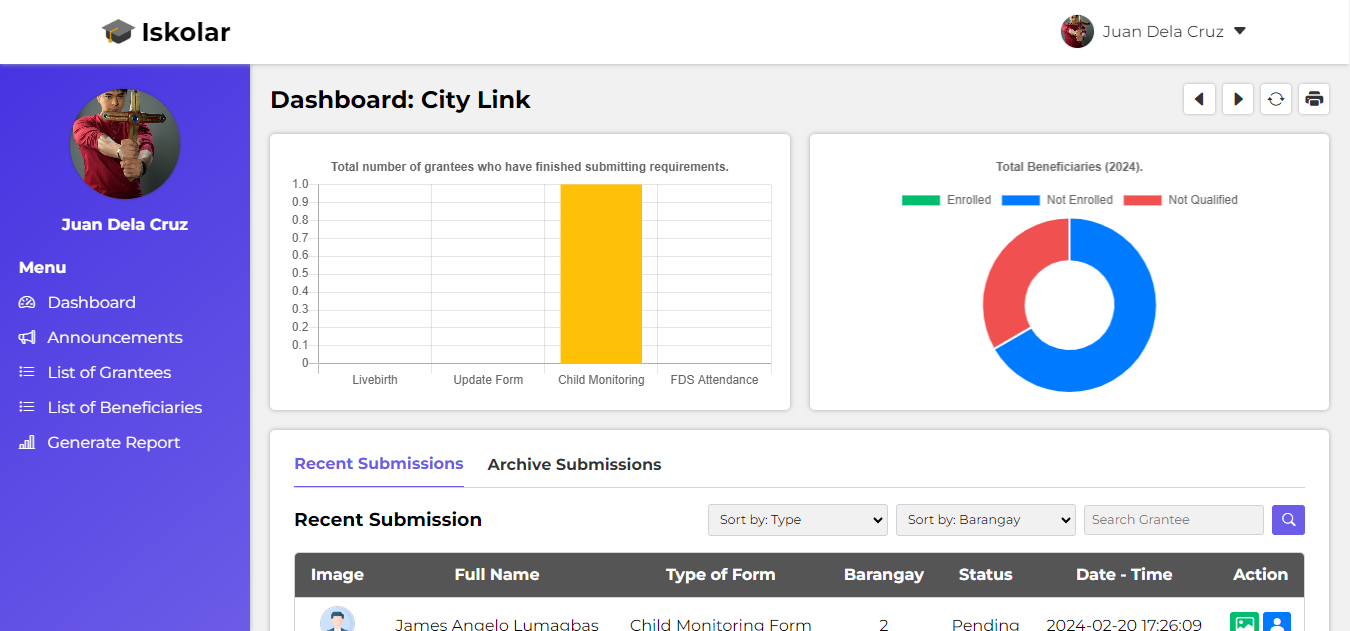 Iskolar
Juan Dela Cruz
Juan Dela Cruz
Menu
Dashboard
Announcements
List of Grantees
List of Beneficiaries
Generate Report
Dashboard: City Link
Total number of grantees who have finished submitting requirements.
1.0
0.9
0.8
0.7
0.6
0.5
0.4
0.3
0.2
0.1
0
Livebirth Update Form Child Monitoring FDS Attendance
Total Beneficiaries (2024).
Enrolled Not Enrolled Not Qualified
Recent Submissions Archive Submissions
Recent Submission Sort by: Type Sort by: Barangay Search Grantee
Image Full Name Type of Form Barangay Status Date - Time Action
James Angelo Lumagbas Child Monitoring Form 2 Pending 2024-02-20 17:26:09